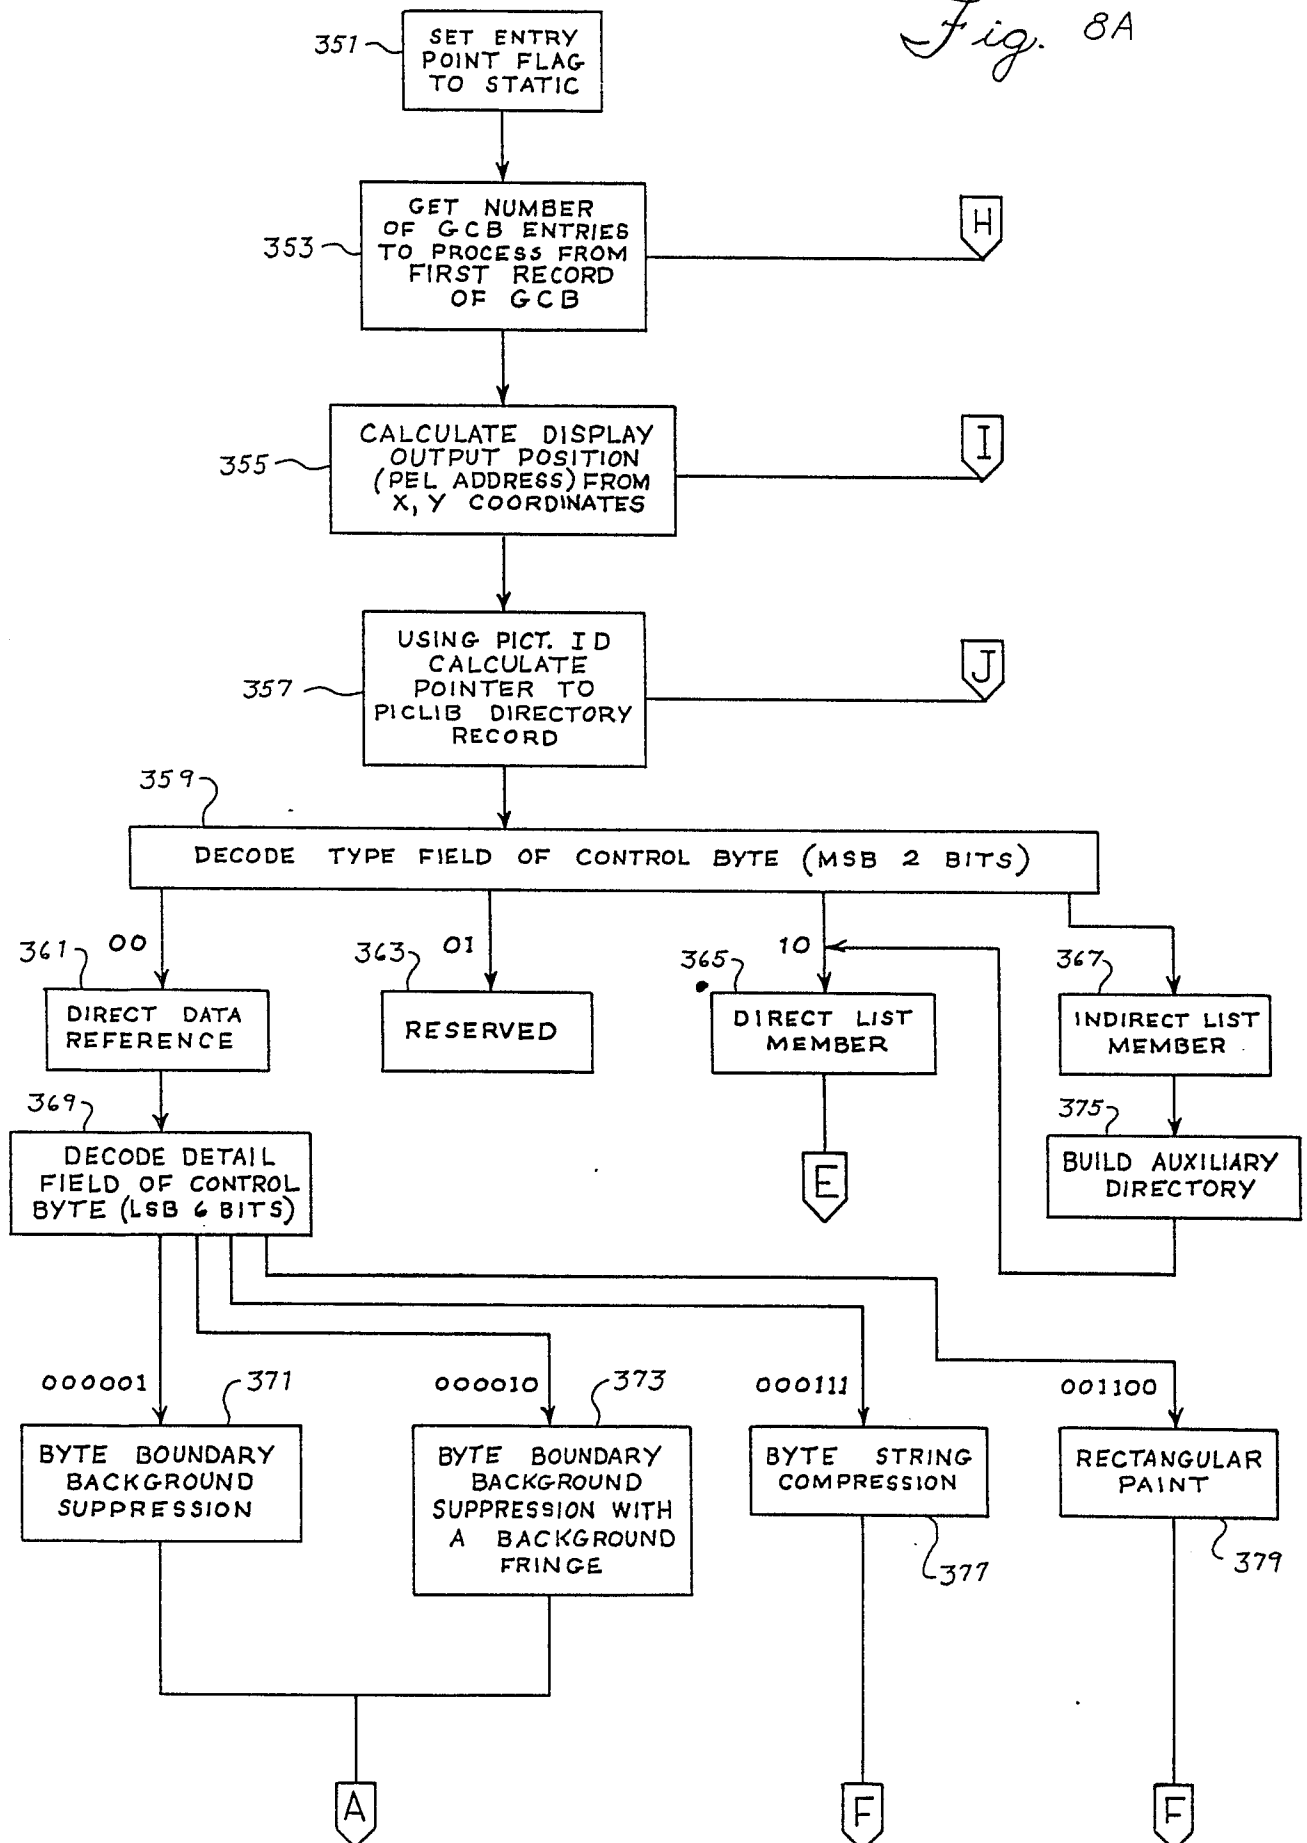 Fig. 8A
351
SET ENTRY
POINT FLAG
TO STATIC
353
GET NUMBER
OF GCB ENTRIES
TO PROCESS FROM
FIRST RECORD
OF GCB
H
355
CALCULATE DISPLAY
OUTPUT POSITION
(PEL ADDRESS) FROM
X, Y COORDINATES
I
357
USING PICT. ID
CALCULATE
POINTER TO
PICLIB DIRECTORY
RECORD
J
359
DECODE TYPE FIELD OF CONTROL BYTE (MSB 2 BITS)
361
00
DIRECT DATA
REFERENCE
363
01
RESERVED
365
10
DIRECT LIST
MEMBER
367
INDIRECT LIST
MEMBER
369
DECODE DETAIL
FIELD OF CONTROL
BYTE (LSB 6 BITS)
E
375
BUILD AUXILIARY
DIRECTORY
000001
371
BYTE BOUNDARY
BACKGROUND
SUPPRESSION
000010
373
BYTE BOUNDARY
BACKGROUND
SUPPRESSION WITH
A BACKGROUND
FRINGE
000111
BYTE STRING
COMPRESSION
377
001100
RECTANGULAR
PAINT
379
A
F
F